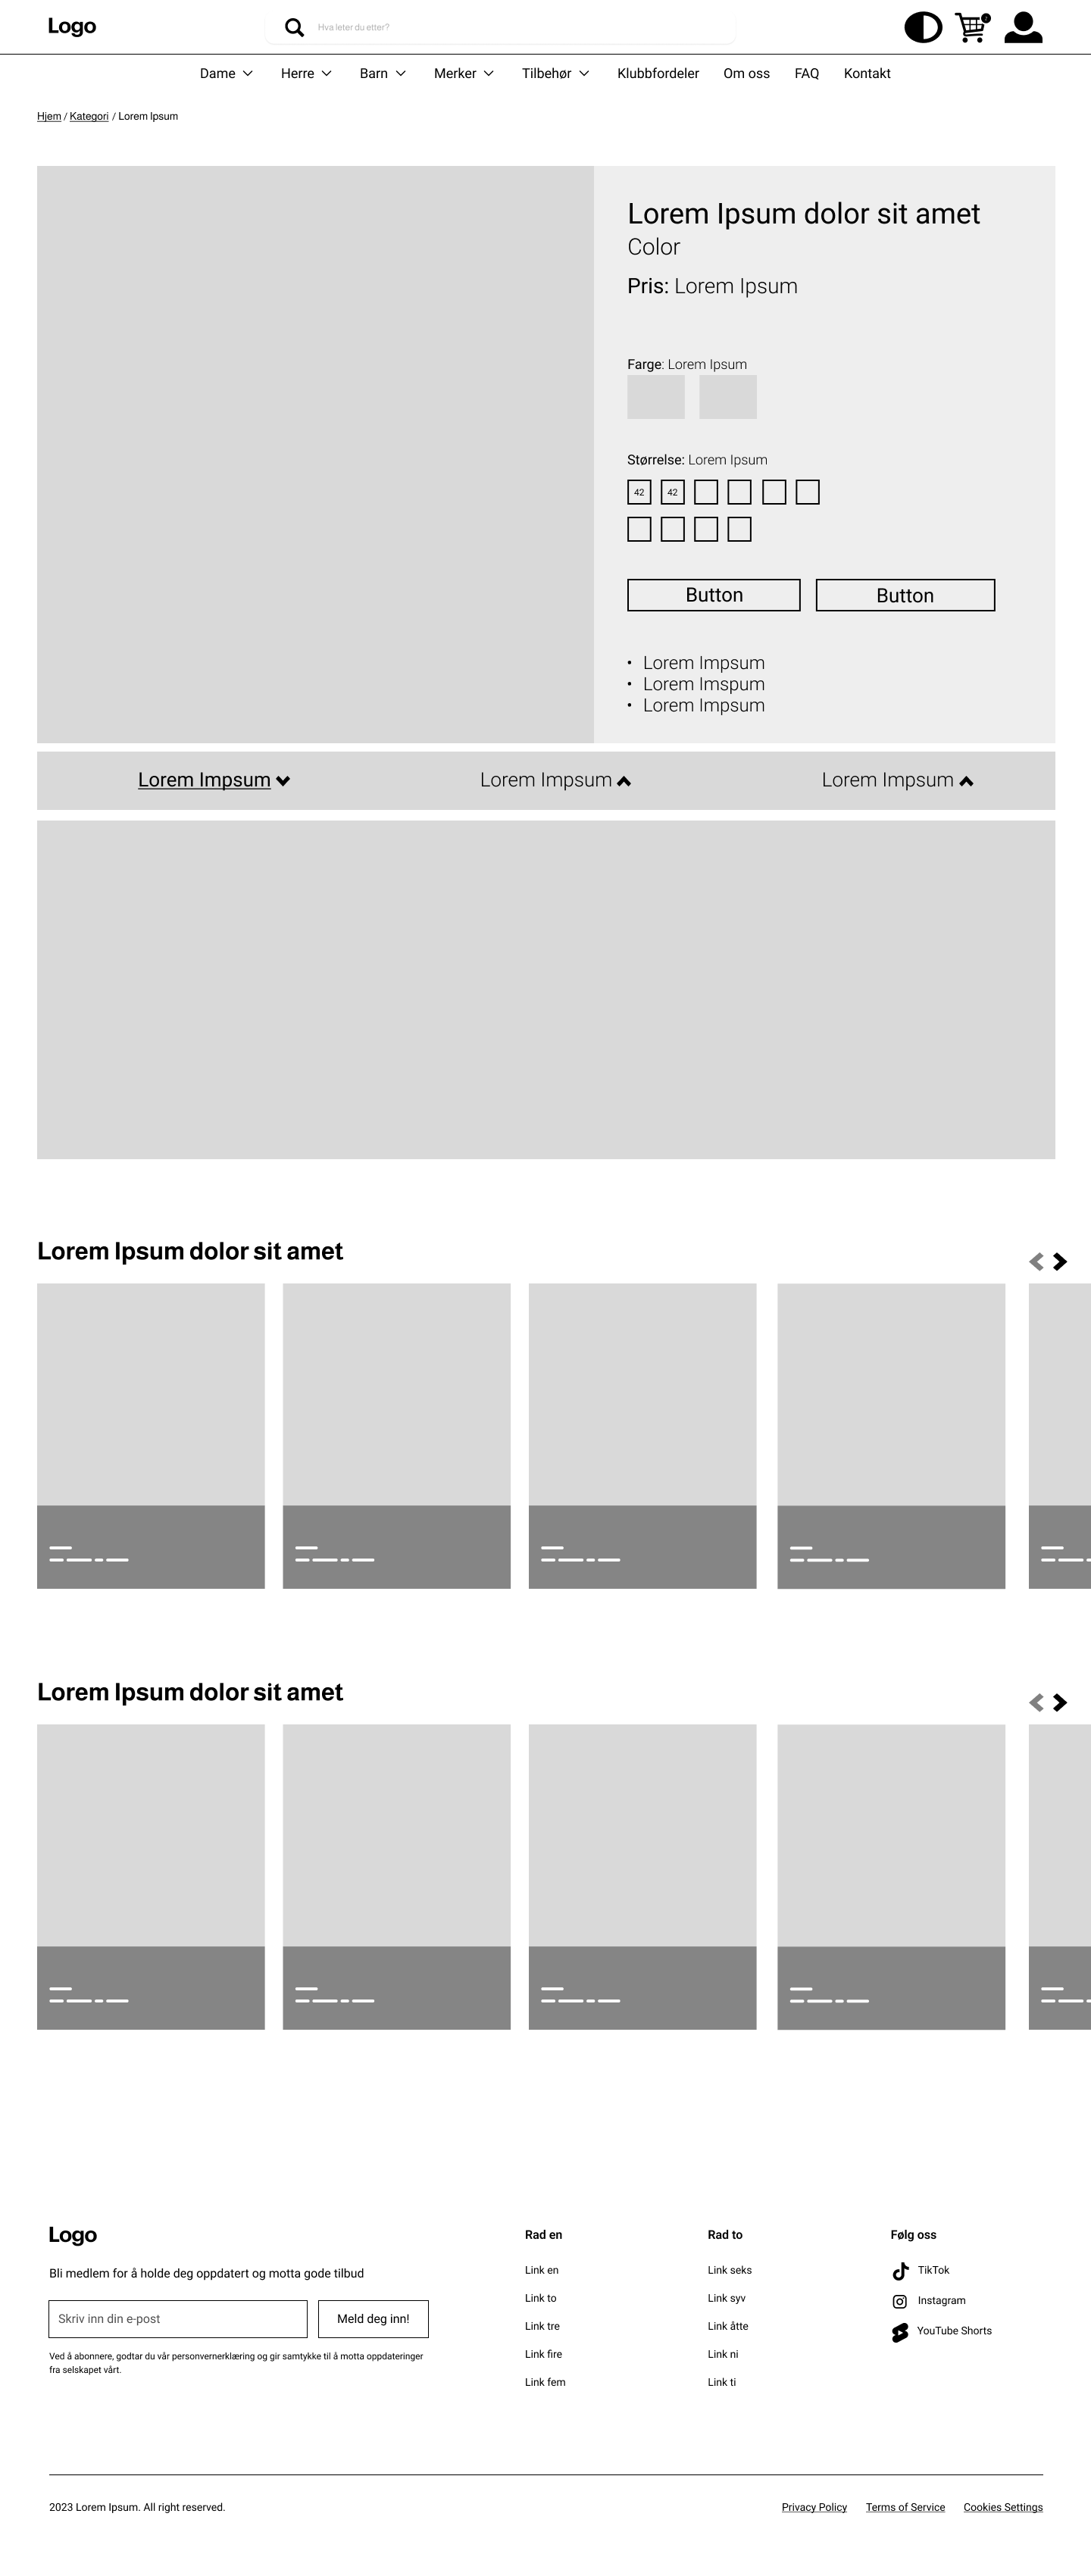 Logo
Hva leter du etter?
Dame
Herre
Barn
Merker
Tilbehør
Klubbfordeler
Om oss
FAQ
Kontakt
Hjem / Kategori / Lorem Ipsum
Lorem Ipsum dolor sit amet
Color
Pris: Lorem Ipsum
Farge: Lorem Ipsum
Størrelse: Lorem Ipsum
42
42
Button
Button
• Lorem Impsum
• Lorem Imspum
• Lorem Impsum
Lorem Impsum
Lorem Impsum
Lorem Impsum
Lorem Ipsum dolor sit amet
Lorem Ipsum dolor sit amet
Logo
Bli medlem for å holde deg oppdatert og motta gode tilbud
Skriv inn din e-post
Meld deg inn!
Ved å abonnere, godtar du vår personvernerklæring og gir samtykke til å motta oppdateringer
fra selskapet vårt.
Rad en
Link en
Link to
Link tre
Link fire
Link fem
Rad to
Link seks
Link syv
Link åtte
Link ni
Link ti
Følg oss
TikTok
Instagram
YouTube Shorts
2023 Lorem Ipsum. All right reserved.
Privacy Policy
Terms of Service
Cookies Settings